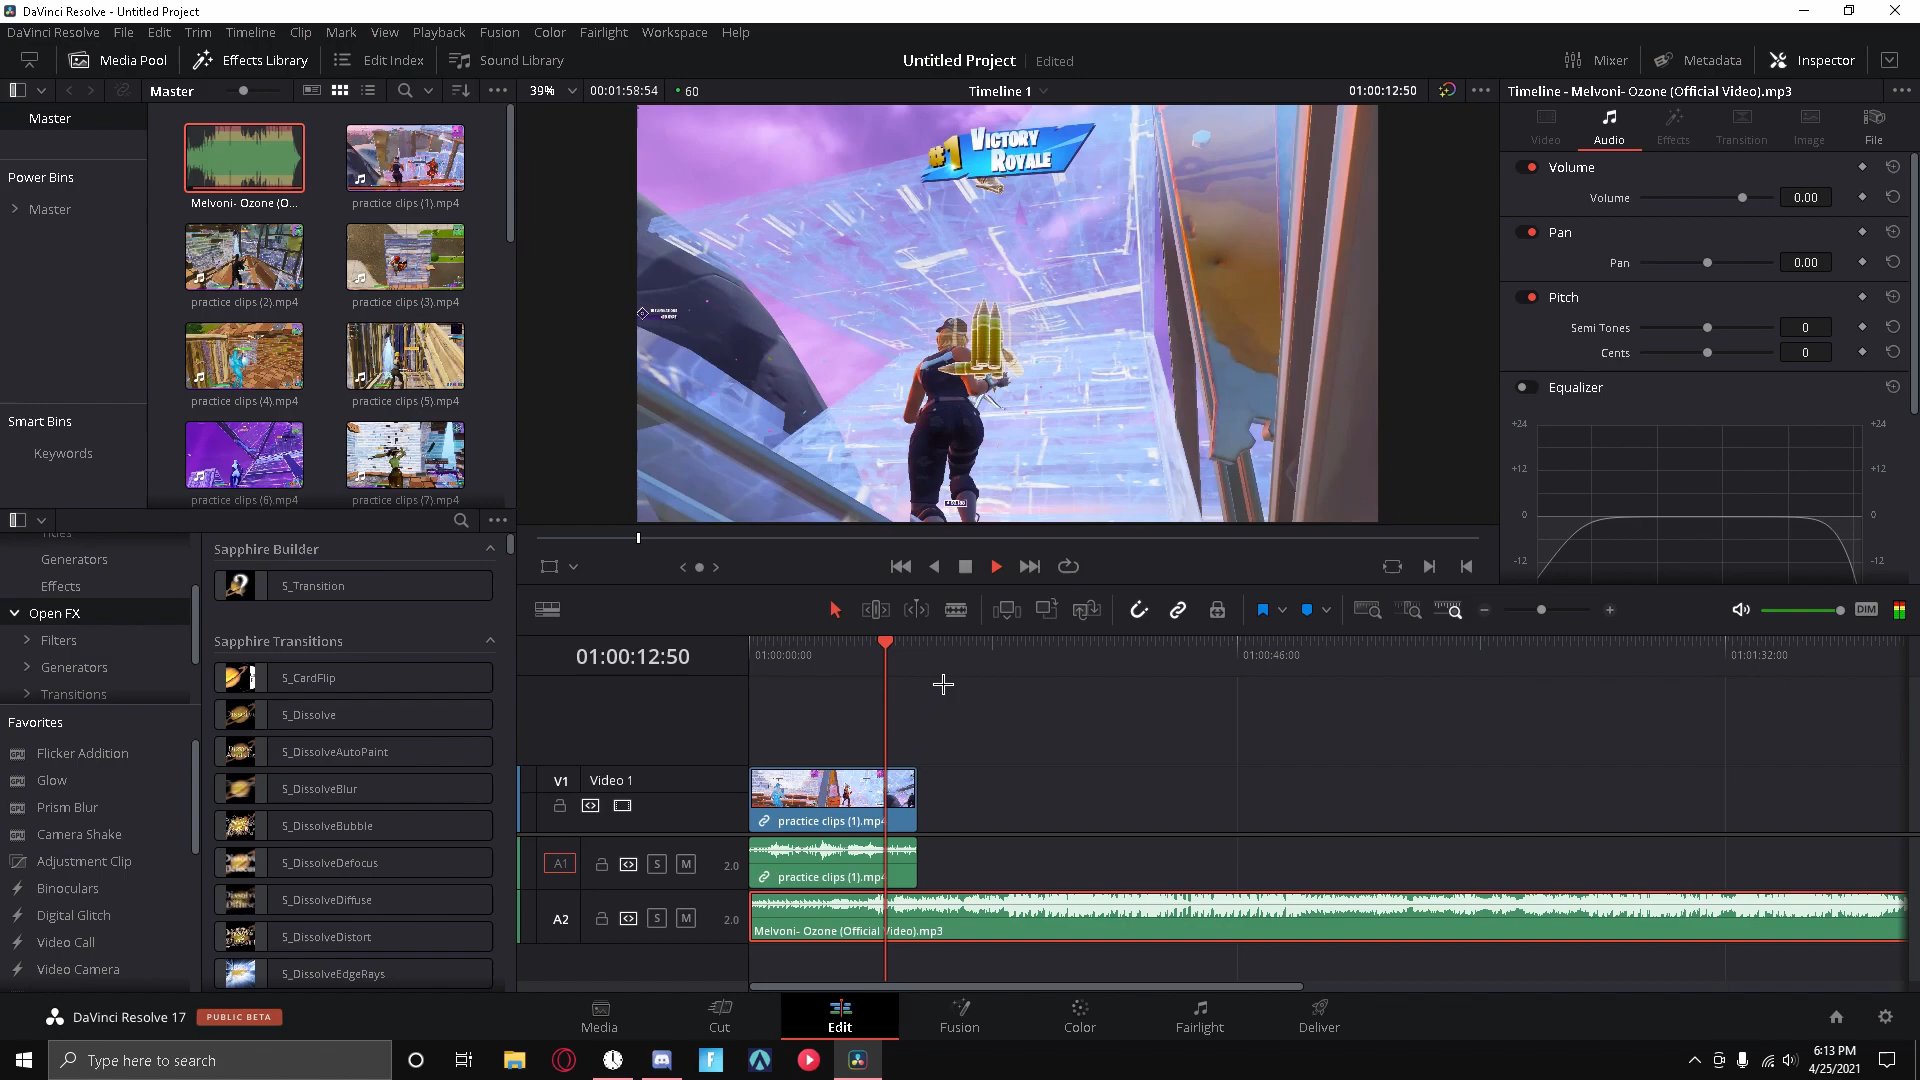 DaVinci Resolve - Untitled Project
DaVinci Resolve File Edit Trim Timeline Clip Mark View Playback Fusion Color Fairlight Workspace Help
Media Pool Effects Library Edit Index Sound Library Untitled Project Edited Mixer Metadata Inspector
Master 39% 00:01:58:54 60 Timeline 1 01:00:12:50 Timeline - Melvoni- Ozone (Official Video).mp3
Master
Power Bins
Master
Smart Bins
Keywords
Melvoni- Ozone (O... practice clips (1).mp4
practice clips (2).mp4 practice clips (3).mp4
practice clips (4).mp4 practice clips (5).mp4
practice clips (6).mp4 practice clips (7).mp4
#1 VICTORY
ROYALE
Video Audio Effects Transition Image File
Volume
Volume 0.00
Pan
Pan 0.00
Pitch
Semi Tones 0
Cents 0
Equalizer
+24 +24
+12 +12
0 0
-12 -12
Titles
Generators
Effects
Open FX
Filters
Generators
Transitions
Favorites
Flicker Addition
Glow
Prism Blur
Camera Shake
Adjustment Clip
Binoculars
Digital Glitch
Video Call
Video Camera
Sapphire Builder
S_Transition
Sapphire Transitions
S_CardFlip
S_Dissolve
S_DissolveAutoPaint
S_DissolveBlur
S_DissolveBubble
S_DissolveDefocus
S_DissolveDiffuse
S_DissolveDistort
S_DissolveEdgeRays
DIM
01:00:12:50 01:00:00:00 01:00:46:00 01:01:32:00
V1 Video 1
practice clips (1).mp4
A1 S M 2.0
practice clips (1).mp4
A2 S M 2.0
Melvoni- Ozone (Official Video).mp3
DaVinci Resolve 17 PUBLIC BETA
Media Cut Edit Fusion Color Fairlight Deliver
Type here to search
6:13 PM
4/25/2021